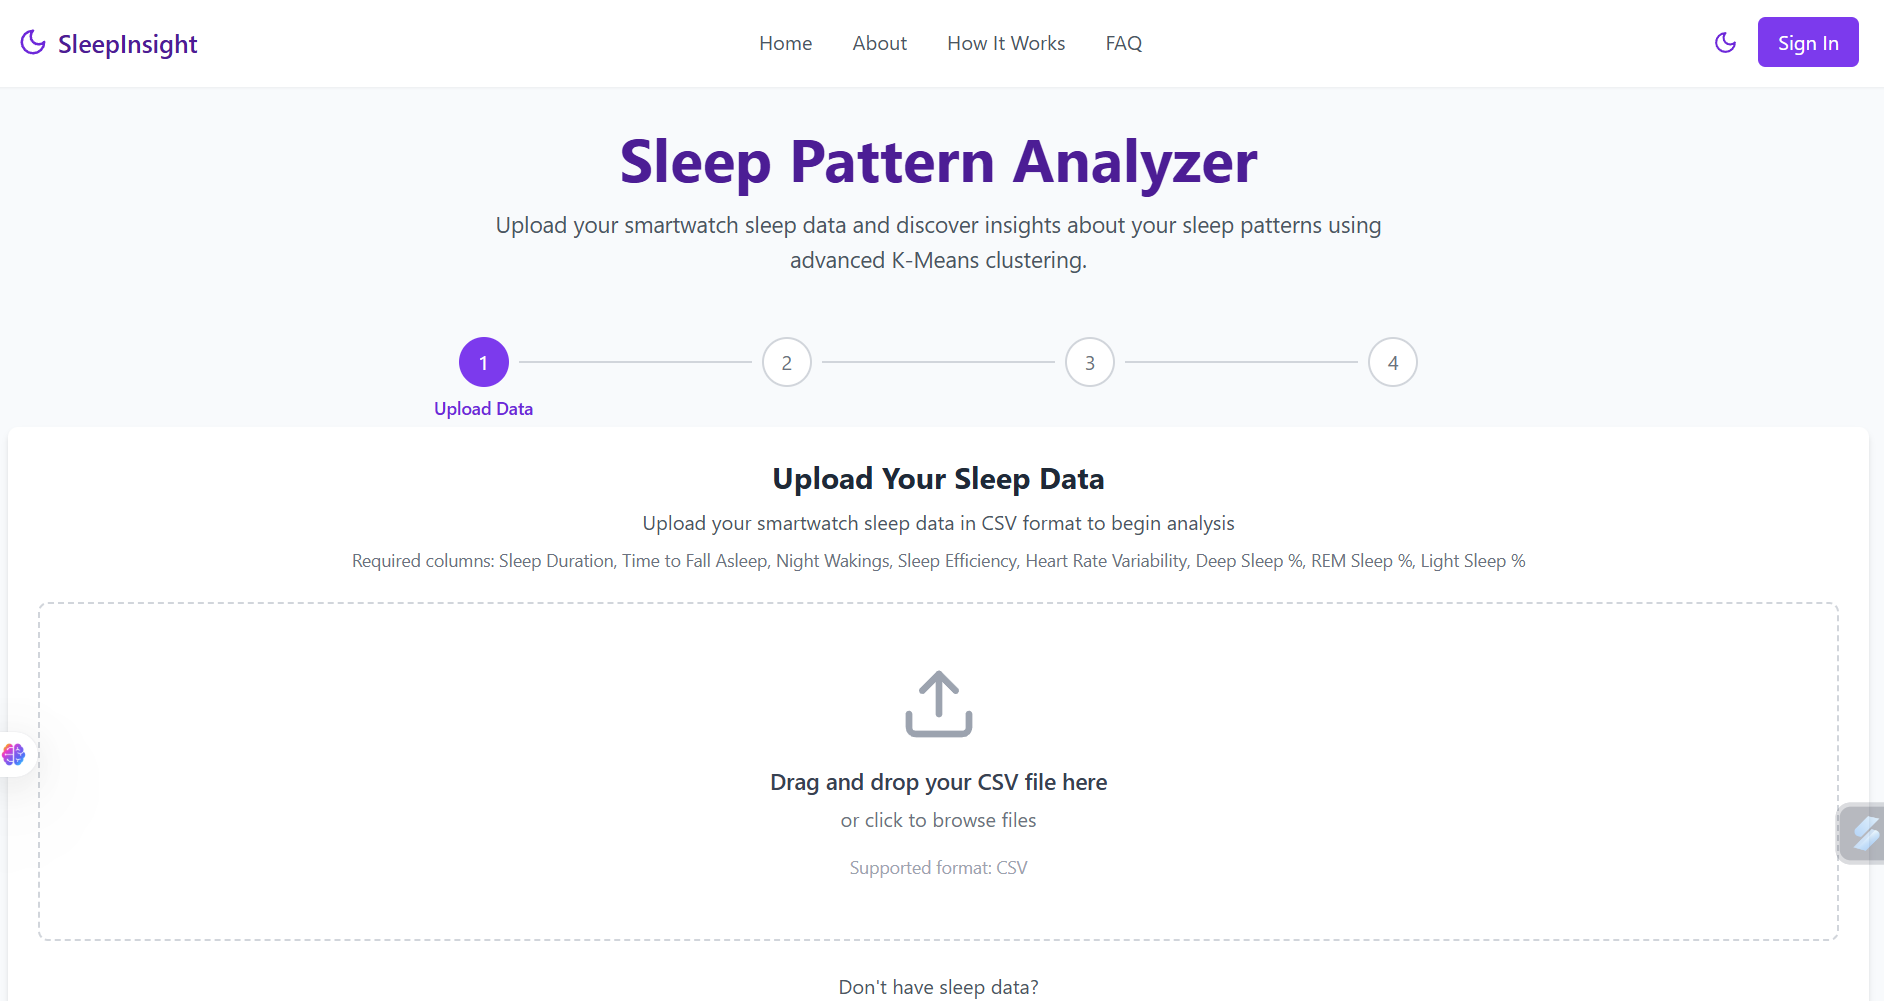 SleepInsight
Home
About
How It Works
FAQ
Sign In
Sleep Pattern Analyzer
Upload your smartwatch sleep data and discover insights about your sleep patterns using
advanced K-Means clustering.
1
2
3
4
Upload Data
Upload Your Sleep Data
Upload your smartwatch sleep data in CSV format to begin analysis
Required columns: Sleep Duration, Time to Fall Asleep, Night Wakings, Sleep Efficiency, Heart Rate Variability, Deep Sleep %, REM Sleep %, Light Sleep %
Drag and drop your CSV file here
or click to browse files
Supported format: CSV
Don't have sleep data?